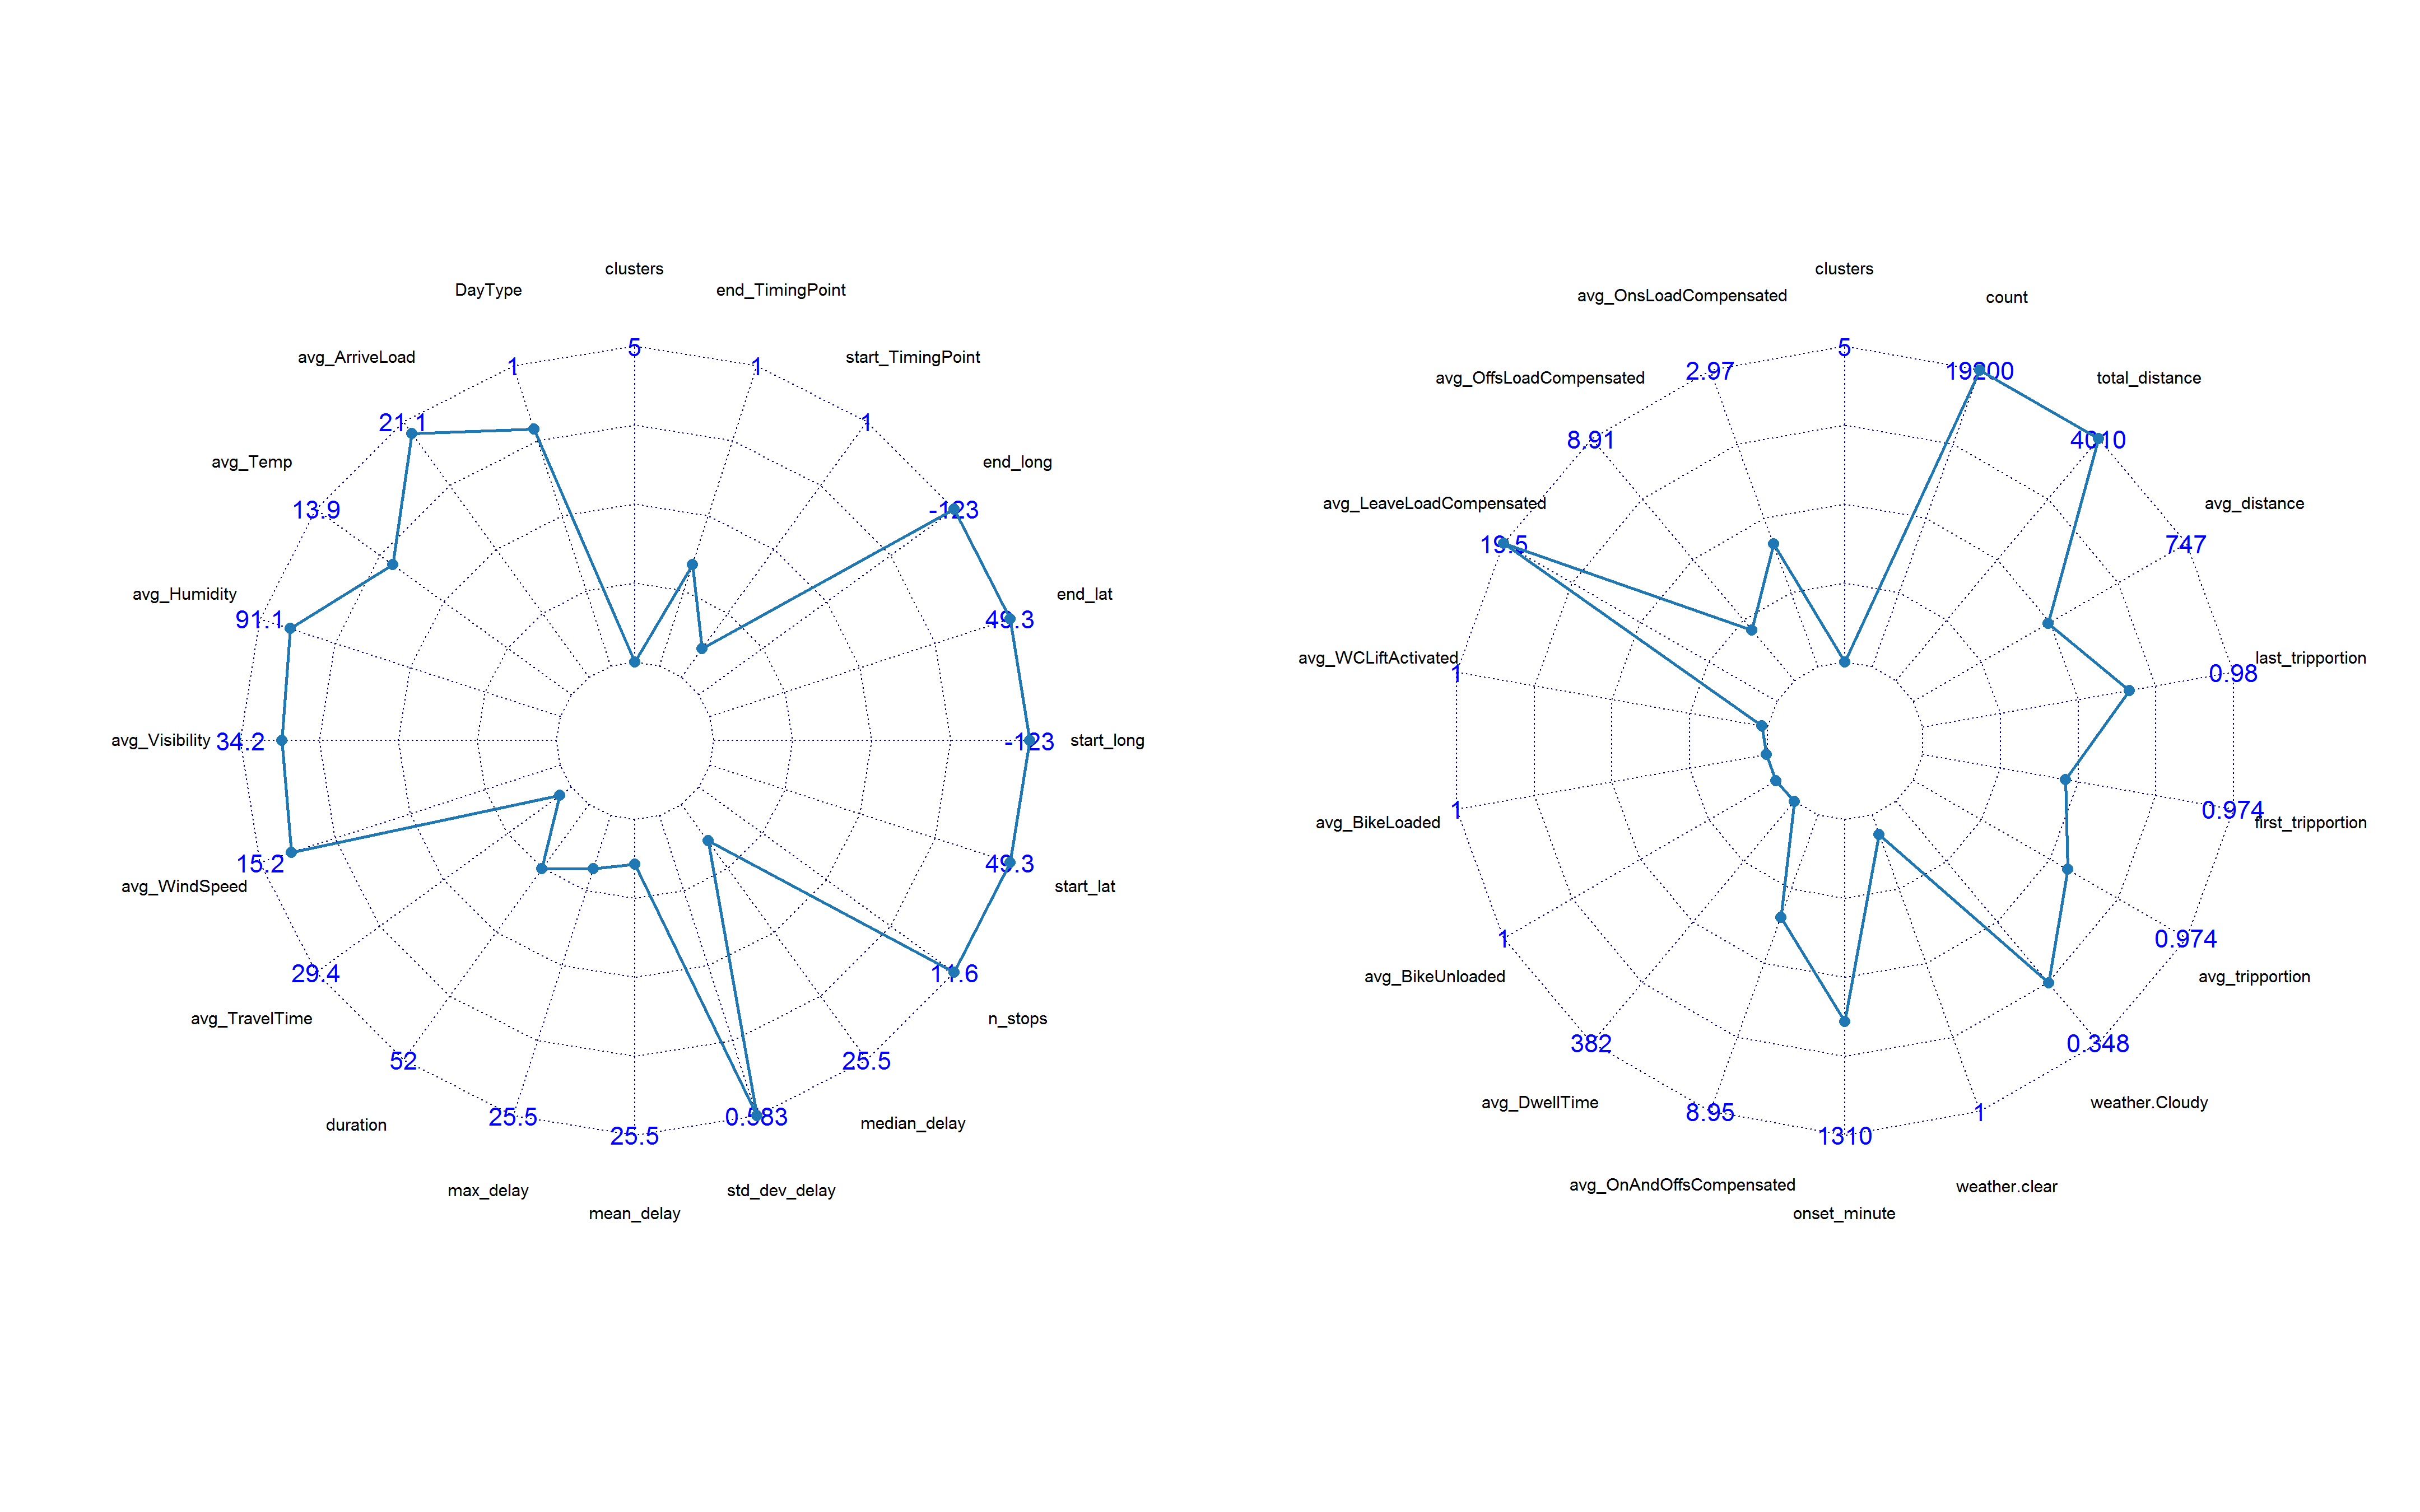 clusters
DayType
end_TimingPoint
avg_ArriveLoad
start_TimingPoint
avg_Temp
end_long
avg_Humidity
end_lat
avg_Visibility
start_long
avg_WindSpeed
start_lat
avg_TravelTime
n_stops
duration
median_delay
max_delay
std_dev_delay
mean_delay
5
1
1
21.1
1
13.9
-123
91.1
49.3
34.2
-123
15.2
49.3
29.4
11.6
52
25.5
25.5
0.583
25.5
clusters
avg_OnsLoadCompensated
count
avg_OffsLoadCompensated
total_distance
avg_LeaveLoadCompensated
avg_distance
avg_WCLiftActivated
last_tripportion
avg_BikeLoaded
first_tripportion
avg_BikeUnloaded
avg_tripportion
avg_DwellTime
weather.Cloudy
avg_OnAndOffsCompensated
weather.clear
onset_minute
5
2.97
19200
8.91
4010
19.5
747
1
0.98
1
0.974
1
0.974
382
0.348
8.95
1
1310